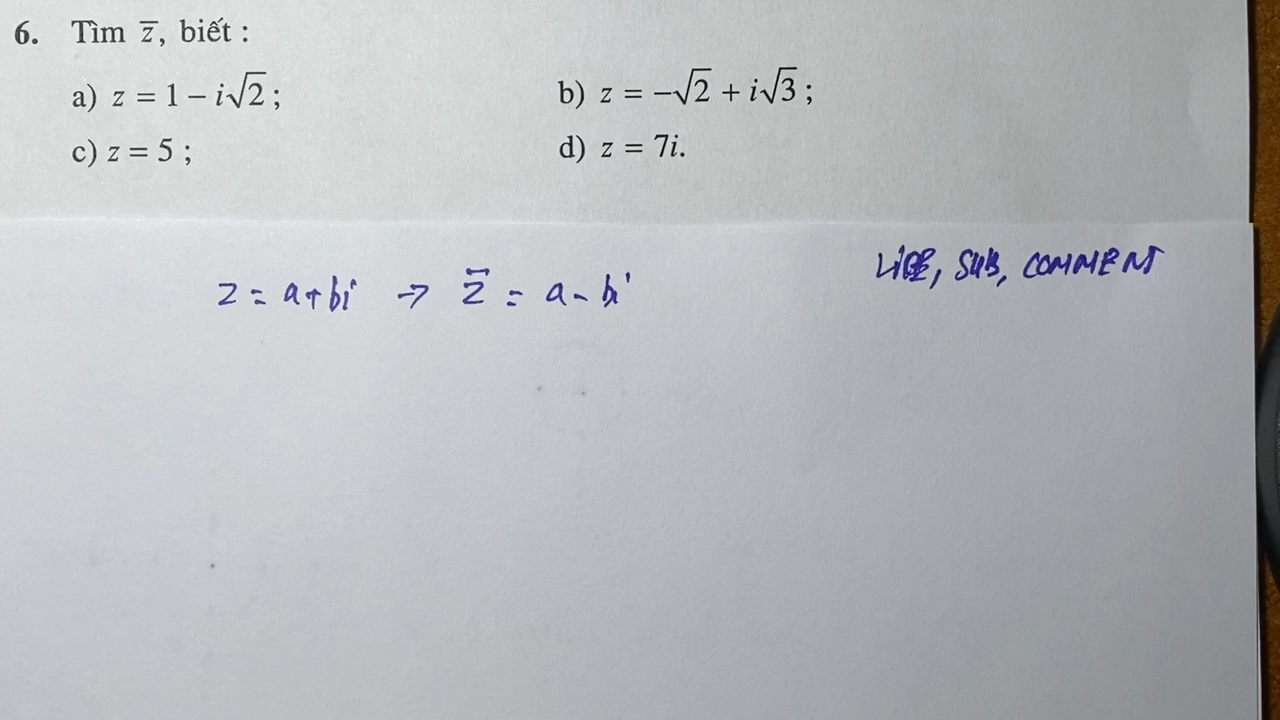 6. Tìm z̅, biết :
a) z = 1 – i√2 ;
b) z = –√2 + i√3 ;
c) z = 5 ;
d) z = 7i.
LIKE, SUB, COMMENT
z = a+bi → z̅ = a - bi